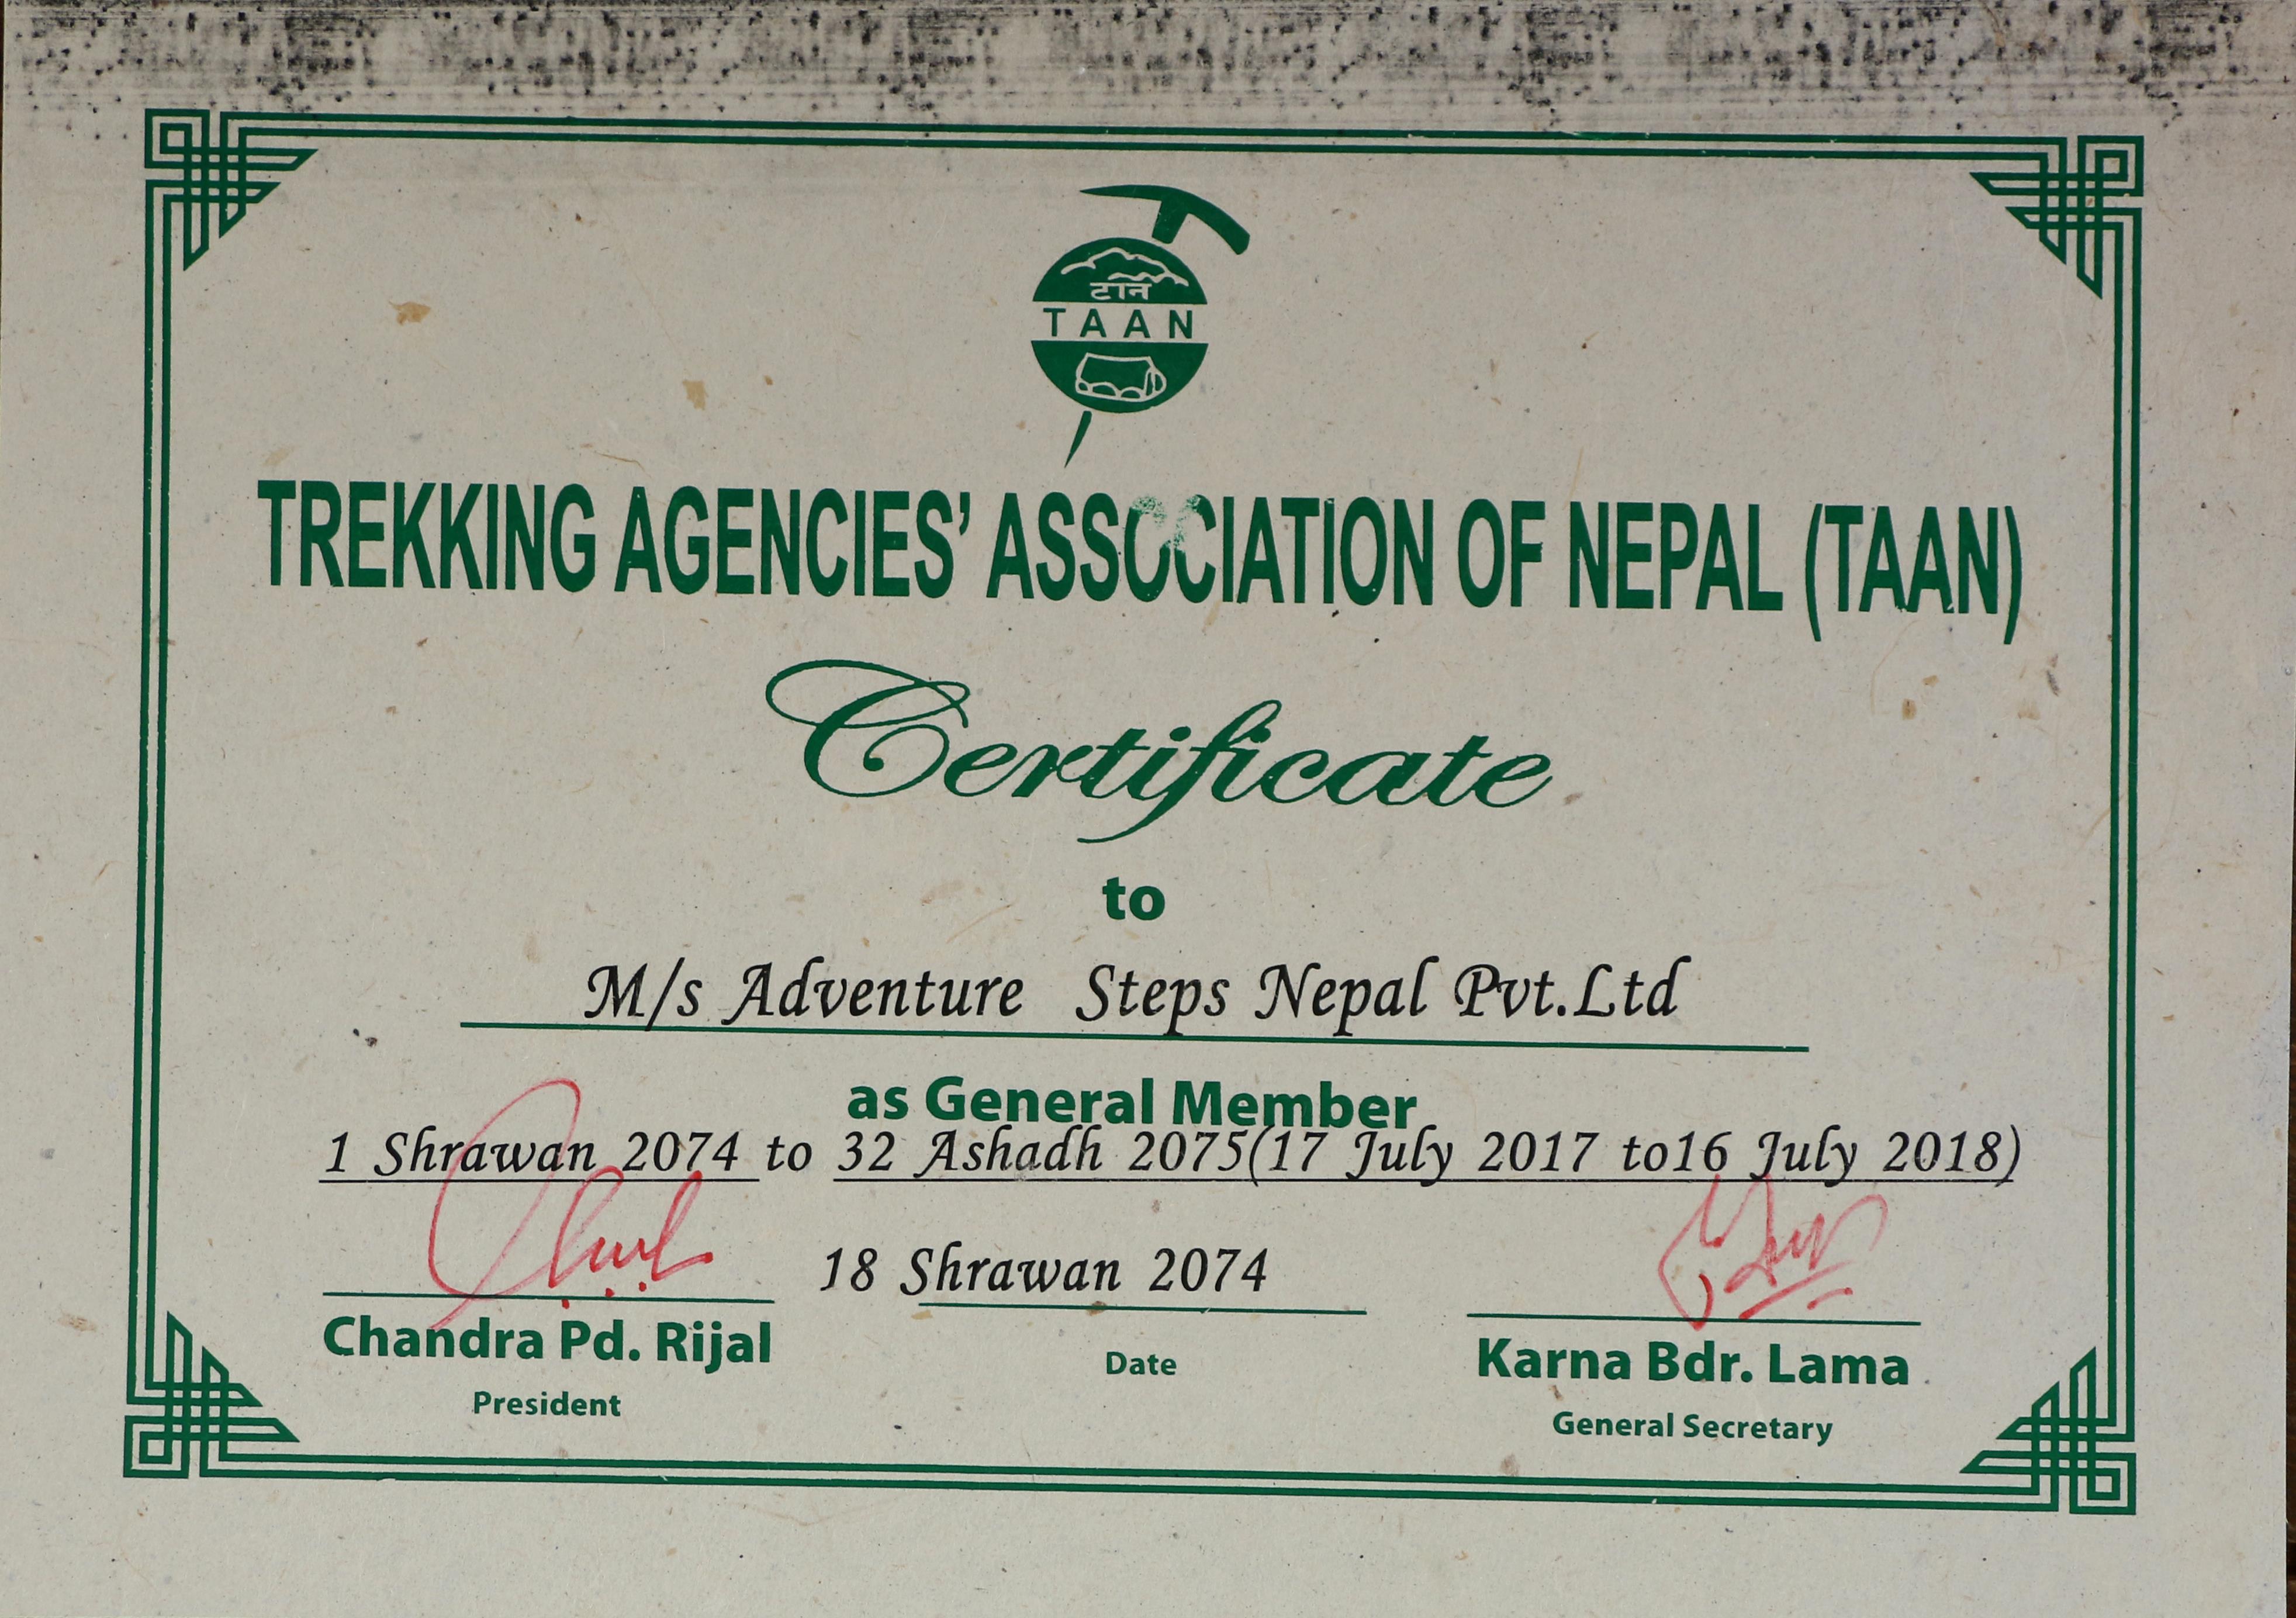 टान
TAAN
TREKKING AGENCIES' ASSOCIATION OF NEPAL (TAAN)
Certificate
to
M/s Adventure Steps Nepal Pvt.Ltd
as General Member
1 Shrawan 2074 to 32 Ashadh 2075(17 July 2017 to16 July 2018)
18 Shrawan 2074
Chandra Pd. Rijal
President
Date
Karna Bdr. Lama
General Secretary